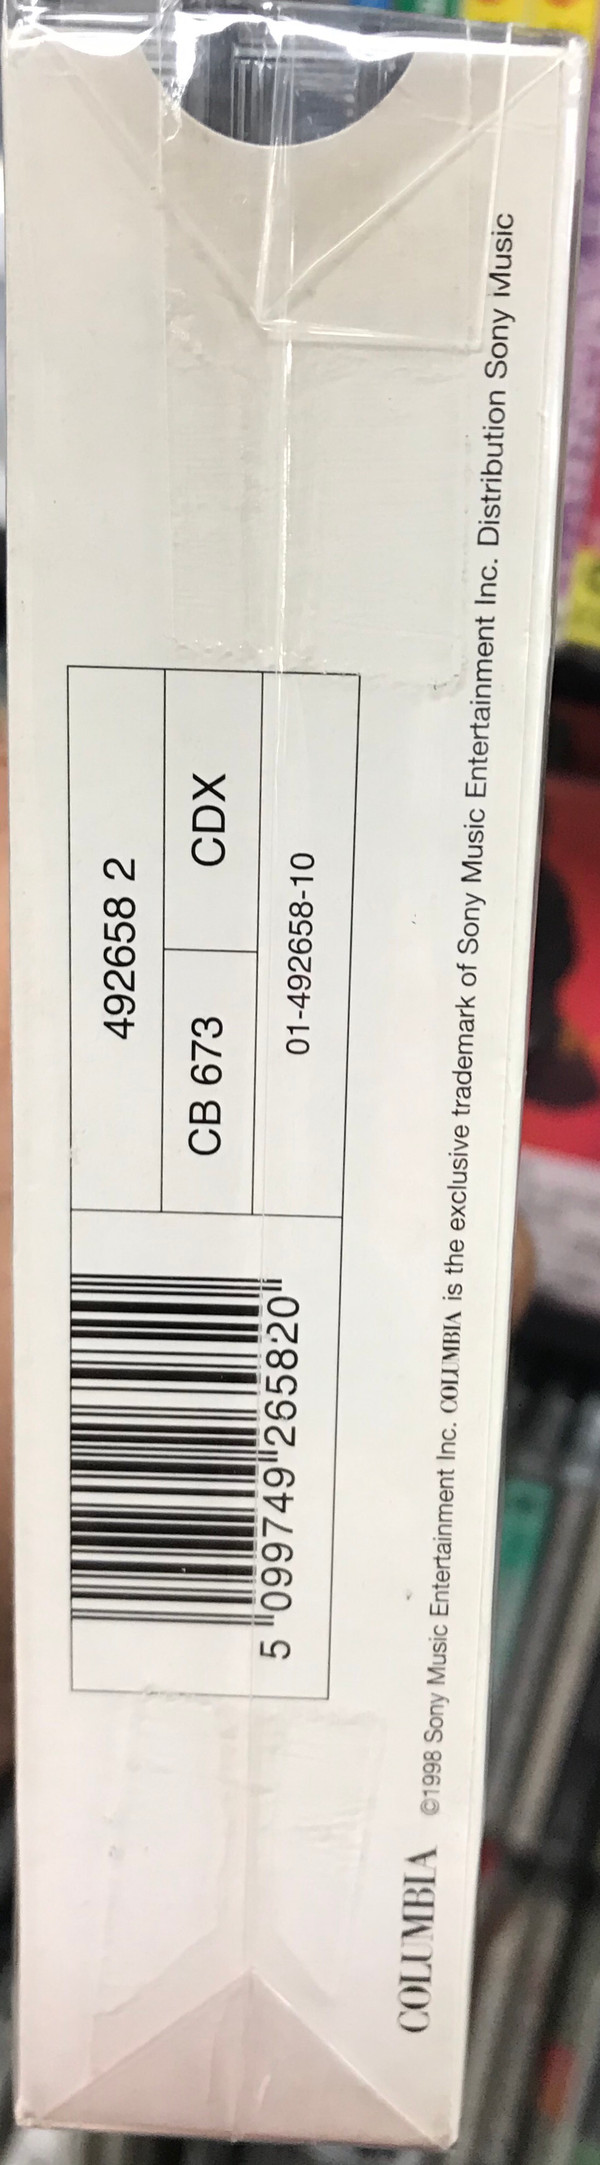 492658 2
CB 673 CDX
01-492658-10
5 "099749"265820"
COLUMBIA ©1998 Sony Music Entertainment Inc. COLUMBIA is the exclusive trademark of Sony Music Entertainment Inc. Distribution Sony Music